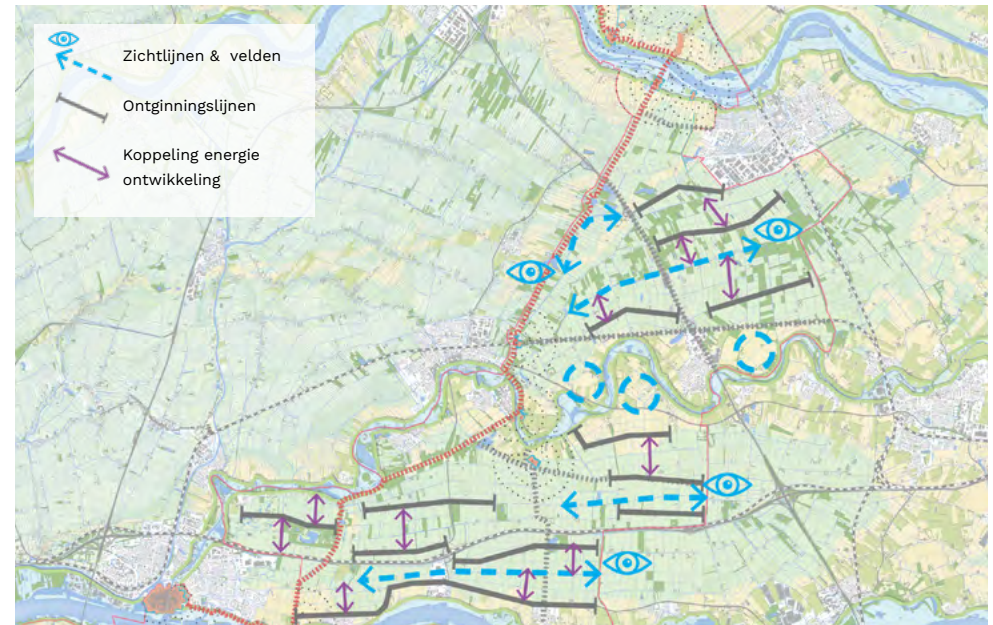 Zichtlijnen & velden
Ontginningslijnen
Koppeling energie
ontwikkeling